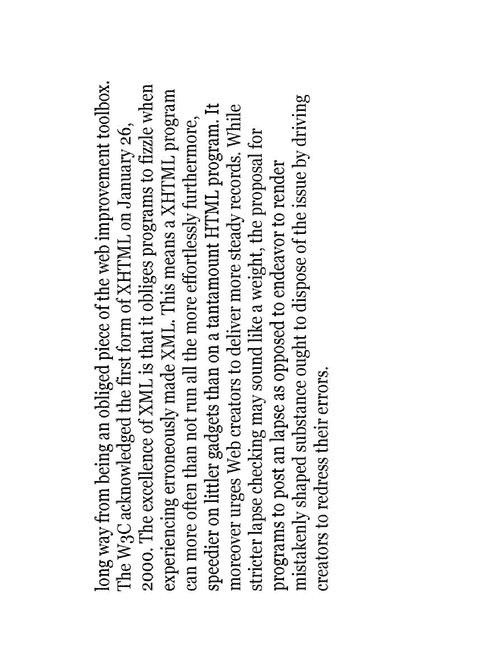 long way from being an obliged piece of the web improvement toolbox.
The W3C acknowledged the first form of XHTML on January 26,
2000. The excellence of XML is that it obliges programs to fizzle when
experiencing erroneously made XML. This means a XHTML program
can more often than not run all the more effortlessly furthermore,
speedier on littler gadgets than on a tantamount HTML program. It
moreover urges Web creators to deliver more steady records. While
stricter lapse checking may sound like a weight, the proposal for
programs to post an lapse as opposed to endeavor to render
mistakenly shaped substance ought to dispose of the issue by driving
creators to redress their errors.